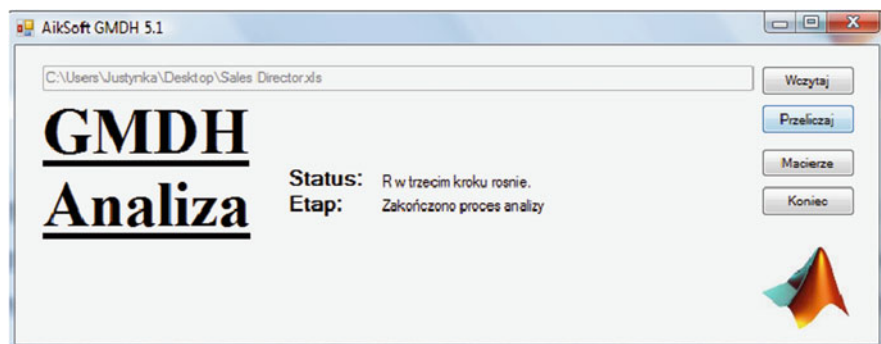 AikSoft GMDH 5.1
C:\Users\Justynka\Desktop\Sales Director.xls
Wczytaj
GMDH
Analiza
Przeliczaj
Macierze
Status: R w trzecim kroku rosnie.
Etap: Zakończono proces analizy
Koniec